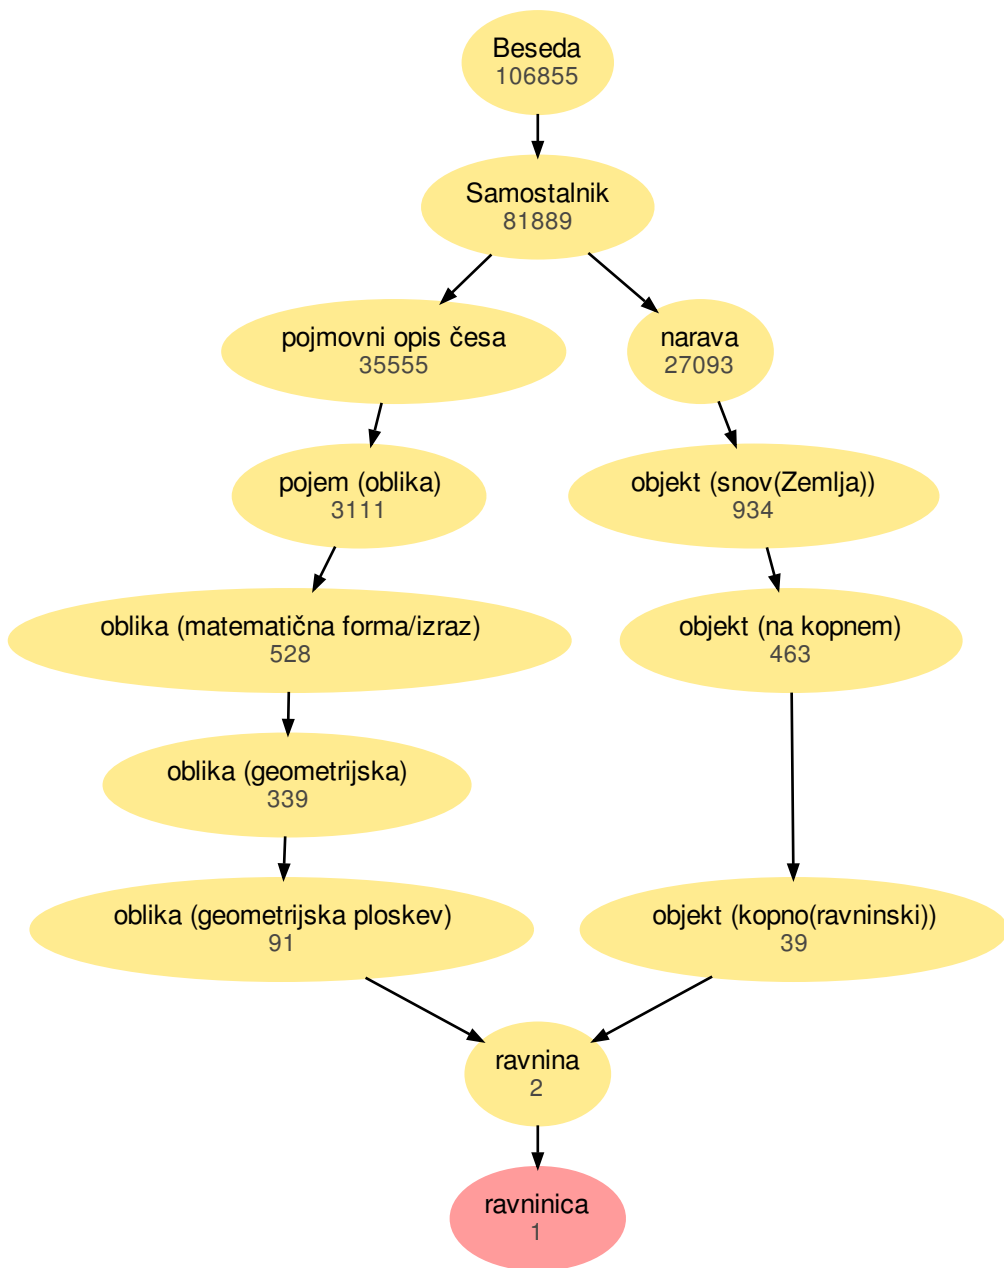 Beseda
106855
Samostalnik
81889
pojmovni opis česa
35555
narava
27093
pojem (oblika)
3111
objekt (snov(Zemlja))
934
oblika (matematična forma/izraz)
528
objekt (na kopnem)
463
oblika (geometrijska)
339
oblika (geometrijska ploskev)
91
objekt (kopno(ravninski))
39
ravnina
2
ravninica
1